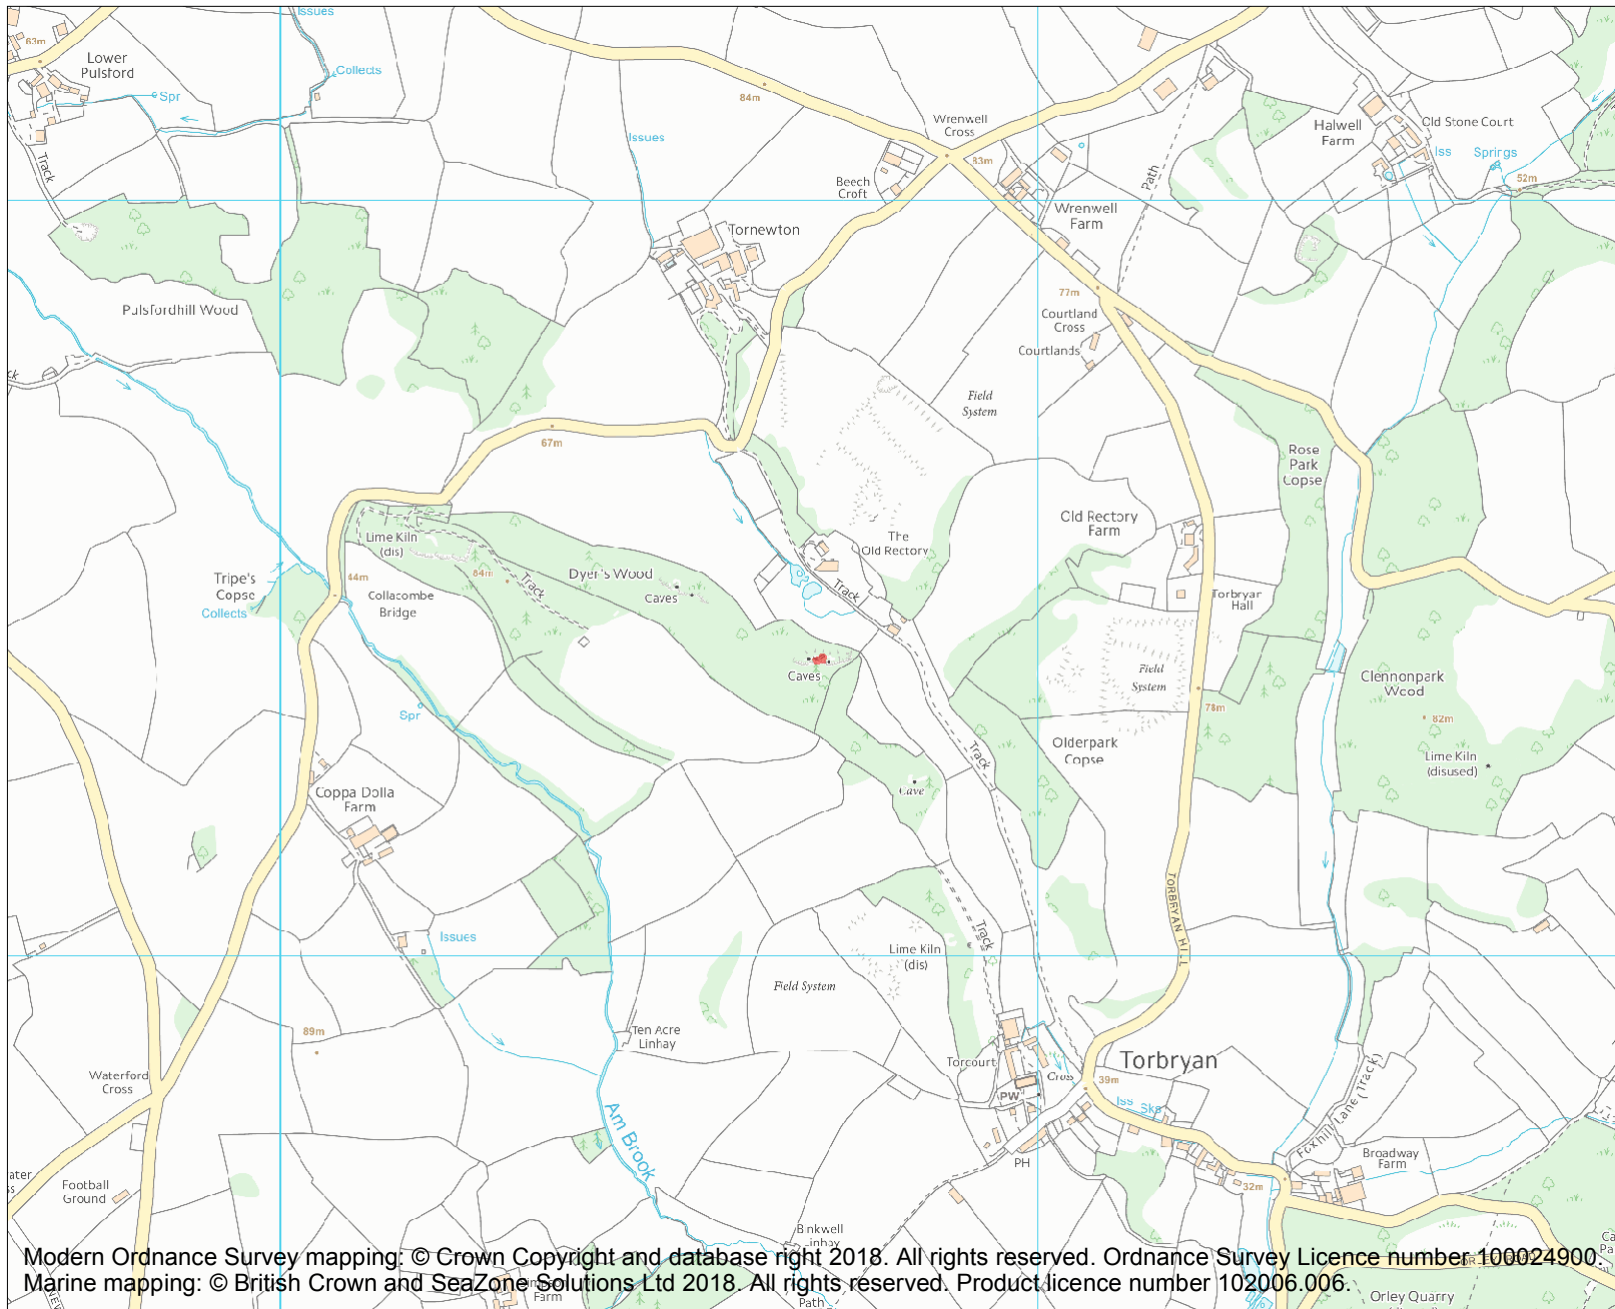 Issues
63m
Lower
Pulsford
Collects
Spr
Track
84m
Issues
Wrenwell
Cross
83m
Beech
Croft
Path
Halwell
Farm
Old Stone Court
Iss
Springs
52m
Wrenwell
Farm
Tornewton
Pulsfordhill Wood
77m
Courtland
Cross
Courtlands
Field
System
67m
Rose
Park
Copse
Lime Kiln
(dis)
44m
84m
Track
Dyer's Wood
Caves
The
Old Rectory
Track
Old Rectory
Farm
Torbryan
Hall
Tripe's
Copse
Collects
Collacombe
Bridge
Caves
Field
System
78m
Clennonpark
Wood
82m
Lime Kiln
(disused)
Spr
Track
Olderpark
Copse
Coppa Dolla
Farm
Cave
TORBRYAN HILL
Issues
Track
Lime Kiln
(dis)
Field System
89m
Ten Acre
Linhay
Waterford
Cross
Torcourt
Cross
PW
Torbryan
39m
Iss
Sks
Am Brook
Foxhill Lane (Track)
PH
Broadway
Farm
32m
Football
Ground
Binkwell
Linhay
Modern Ordnance Survey mapping: © Crown Copyright and database right 2018. All rights reserved. Ordnance Survey Licence number 100024900.
Marine mapping: © British Crown and SeaZone Solutions Ltd 2018. All rights reserved. Product licence number 102006.006.
Farm
Path
Orley Quarry